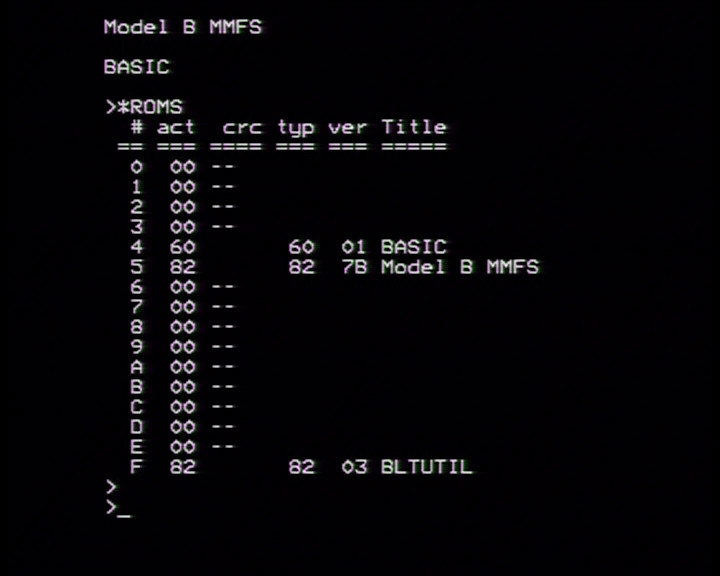 Model B MMFS
BASIC
>*ROMS
  # act  crc typ ver Title
 == === ==== === === =====
  0  00 --
  1  00 --
  2  00 --
  3  00 --
  4  60       60  01 BASIC
  5  82       82  7B Model B MMFS
  6  00 --
  7  00 --
  8  00 --
  9  00 --
  A  00 --
  B  00 --
  C  00 --
  D  00 --
  E  00 --
  F  82       82  03 BLTUTIL
>
>_